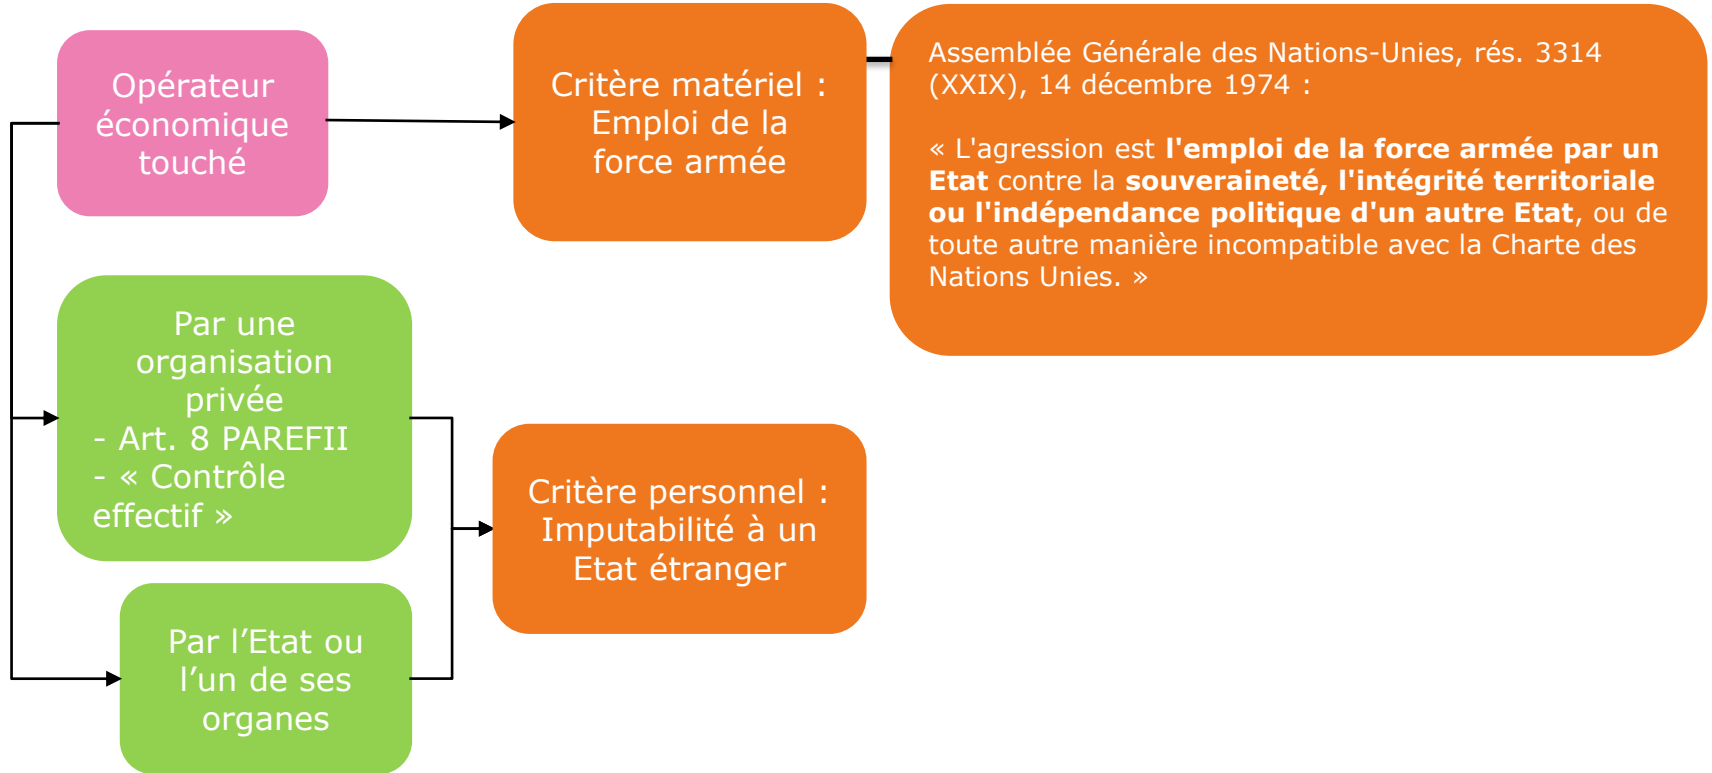 Opérateur
économique
touché
Critère matériel :
Emploi de la
force armée
Assemblée Générale des Nations-Unies, rés. 3314
(XXIX), 14 décembre 1974 :
« L'agression est l'emploi de la force armée par un
Etat contre la souveraineté, l'intégrité territoriale
ou l'indépendance politique d'un autre Etat, ou de
toute autre manière incompatible avec la Charte des
Nations Unies. »
Par une
organisation
privée
- Art. 8 PAREFII
- « Contrôle
effectif »
Critère personnel :
Imputabilité à un
Etat étranger
Par l’Etat ou
l’un de ses
organes